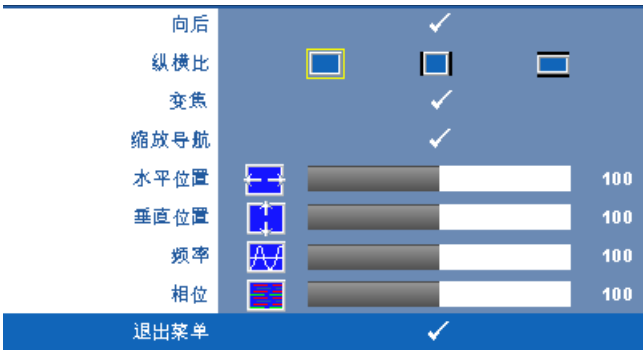 向后
纵横比
变焦
缩放导航
水平位置 100
垂直位置 100
频率 100
相位 100
退出菜单